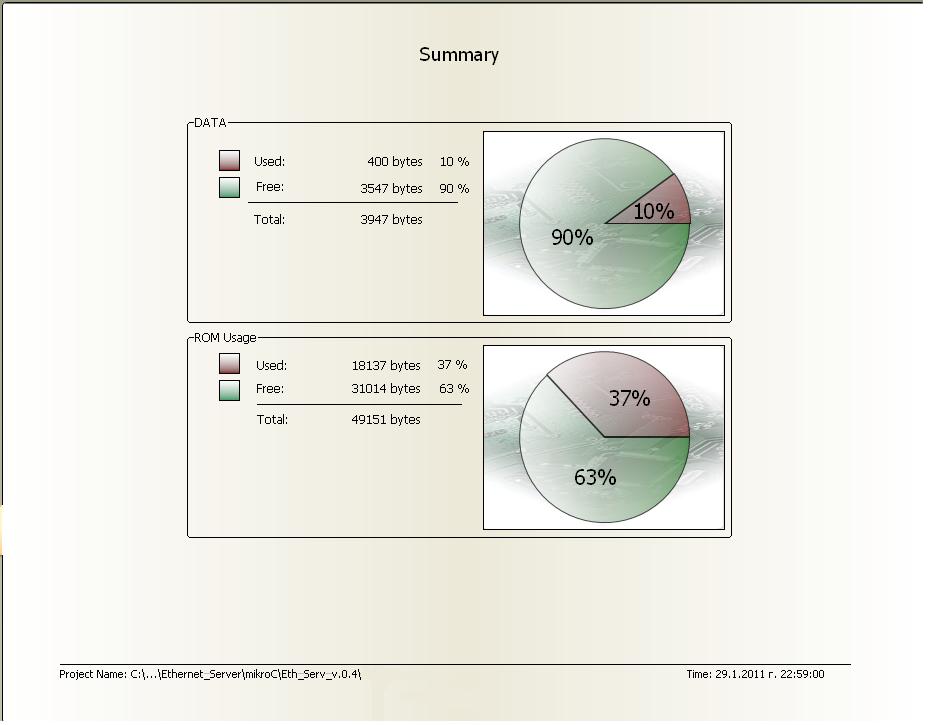 Summary
DATA
Used: 400 bytes 10 %
Free: 3547 bytes 90 %
Total: 3947 bytes
10%
90%
ROM Usage
Used: 18137 bytes 37 %
Free: 31014 bytes 63 %
Total: 49151 bytes
37%
63%
Project Name: C:\...\Ethernet_Server\mikroC\Eth_Serv_v.0.4\ Time: 29.1.2011 г. 22:59:00